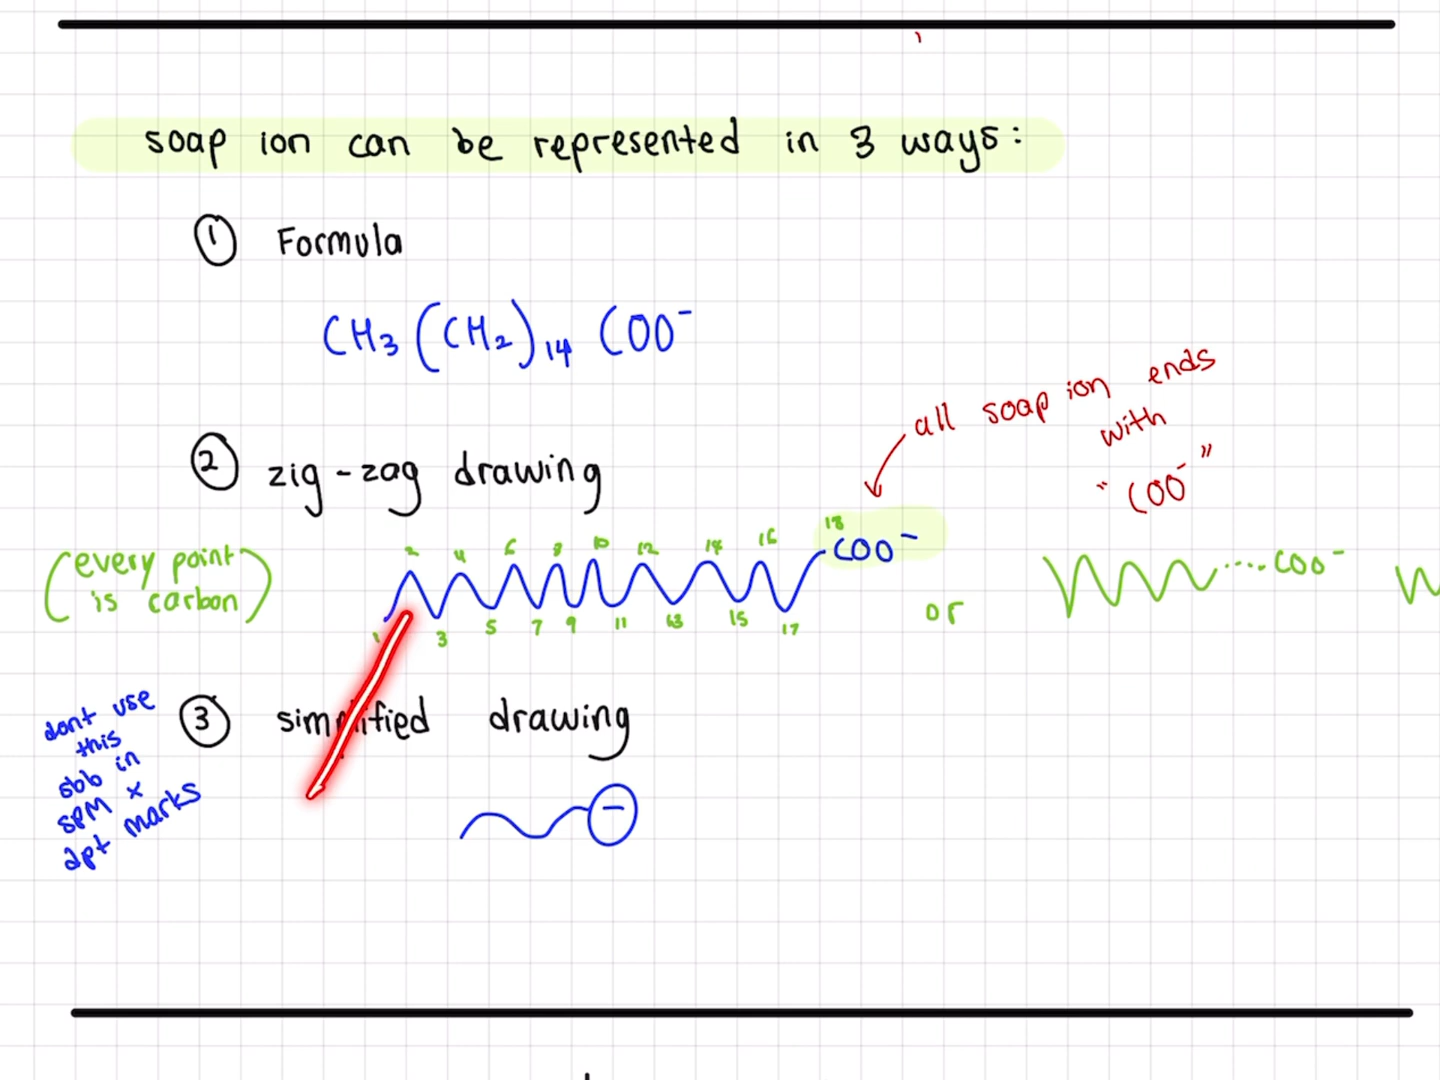 soap ion can be represented in 3 ways:
① Formula
CH₃(CH₂)₁₄COO⁻
② zig-zag drawing
all soap ion ends
with
"COO⁻"
(every point
is carbon)
2 4 6 8 10 12 14 16 18
COO⁻
1 3 5 7 9 11 13 15 17
or
....COO⁻
③ simplified drawing
dont use
this
sbb in
SPM x
dpt marks
−